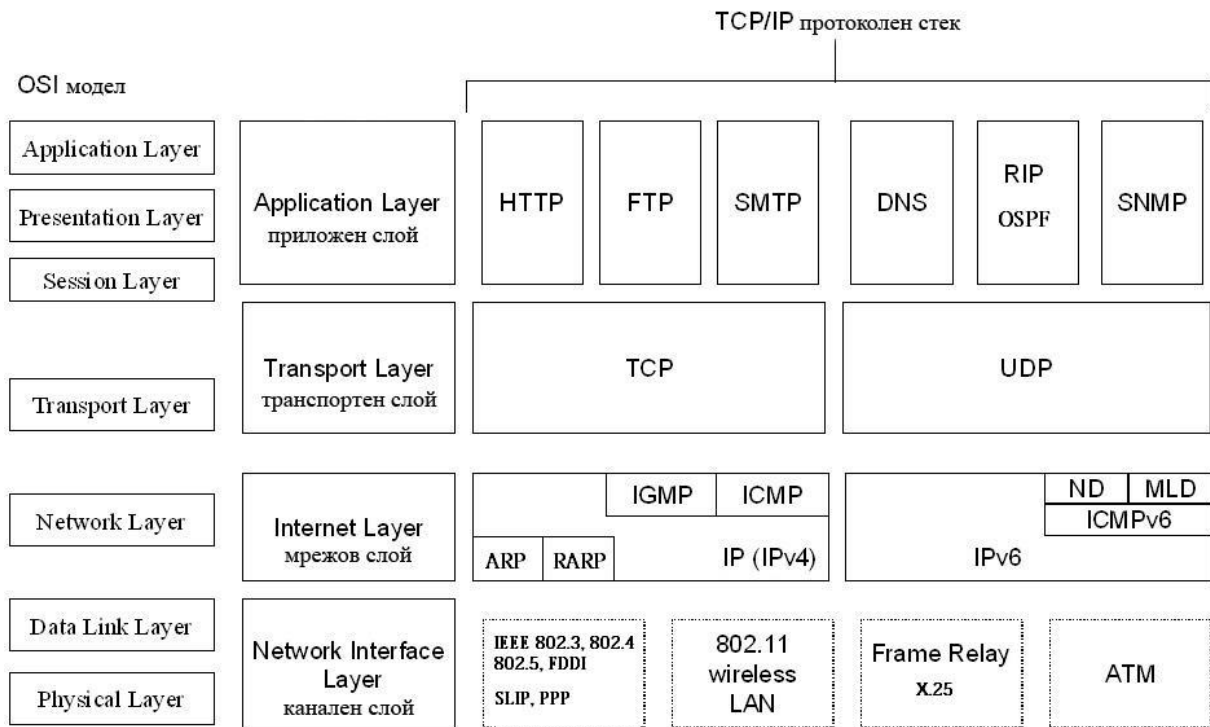 TCP/IP протоколен стек
OSI модел
Application Layer
Presentation Layer
Session Layer
Transport Layer
Network Layer
Data Link Layer
Physical Layer
Application Layer
приложен слой
Transport Layer
транспортен слой
Internet Layer
мрежов слой
Network Interface
Layer
канален слой
HTTP
FTP
SMTP
DNS
RIP
OSPF
SNMP
TCP
UDP
IGMP
ICMP
ARP
RARP
IP (IPv4)
ND
MLD
ICMPv6
IPv6
IEEE 802.3, 802.4
802.5, FDDI
SLIP, PPP
802.11
wireless
LAN
Frame Relay
X.25
ATM